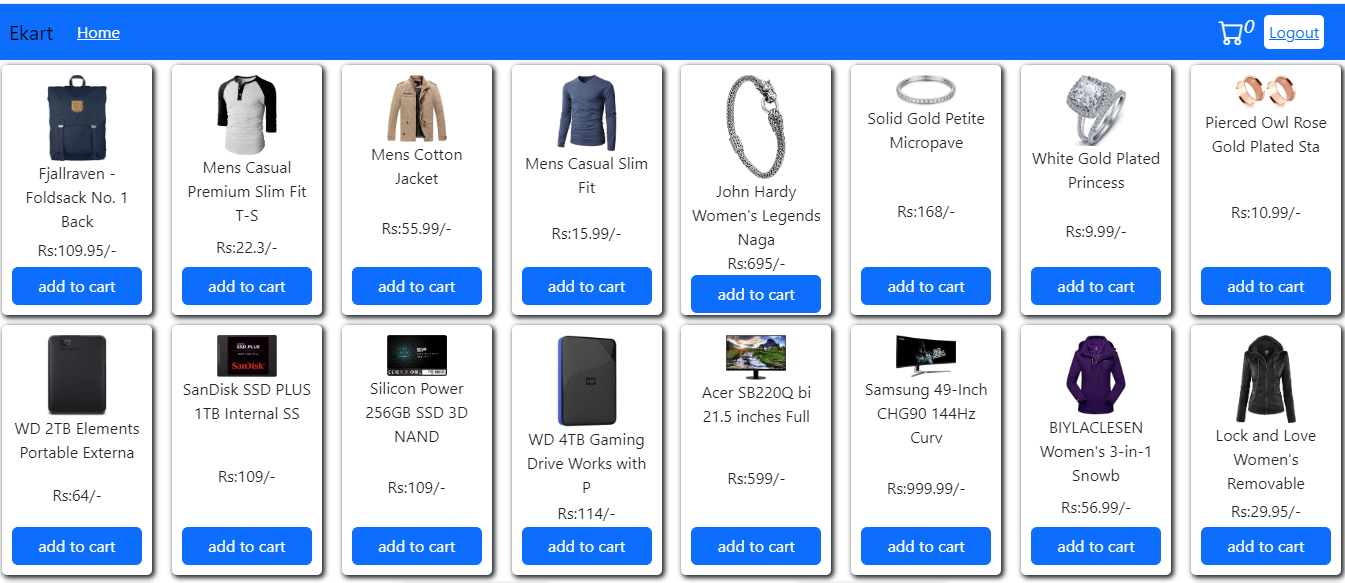 Ekart
Home
0
Logout
Fjallraven -
Foldsack No. 1
Back
Rs:109.95/-
add to cart
Mens Casual
Premium Slim Fit
T-S
Rs:22.3/-
add to cart
Mens Cotton
Jacket
Rs:55.99/-
add to cart
Mens Casual Slim
Fit
Rs:15.99/-
add to cart
John Hardy
Women's Legends
Naga
Rs:695/-
add to cart
Solid Gold Petite
Micropave
Rs:168/-
add to cart
White Gold Plated
Princess
Rs:9.99/-
add to cart
Pierced Owl Rose
Gold Plated Sta
Rs:10.99/-
add to cart
WD 2TB Elements
Portable Externa
Rs:64/-
add to cart
SSD PLUS
SanDisk
SanDisk SSD PLUS
1TB Internal SS
Rs:109/-
add to cart
SP
Silicon Power
256GB SSD 3D
NAND
Rs:109/-
add to cart
WD
WD 4TB Gaming
Drive Works with
P
Rs:114/-
add to cart
Acer SB220Q bi
21.5 inches Full
Rs:599/-
add to cart
Samsung 49-Inch
CHG90 144Hz
Curv
Rs:999.99/-
add to cart
BIYLACLESEN
Women's 3-in-1
Snowb
Rs:56.99/-
add to cart
Lock and Love
Women's
Removable
Rs:29.95/-
add to cart